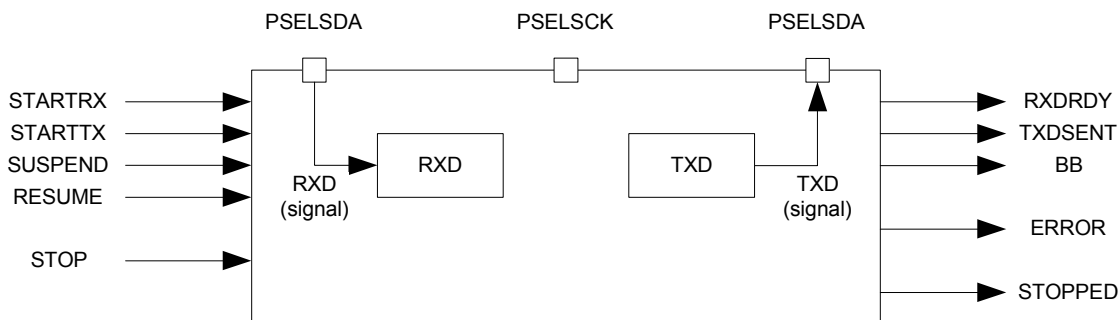 PSELSDA PSELSCK PSELSDA
STARTRX
STARTTX
SUSPEND
RESUME
STOP
RXD
(signal)
RXD
TXD
TXD
(signal)
RXDRDY
TXDSENT
BB
ERROR
STOPPED